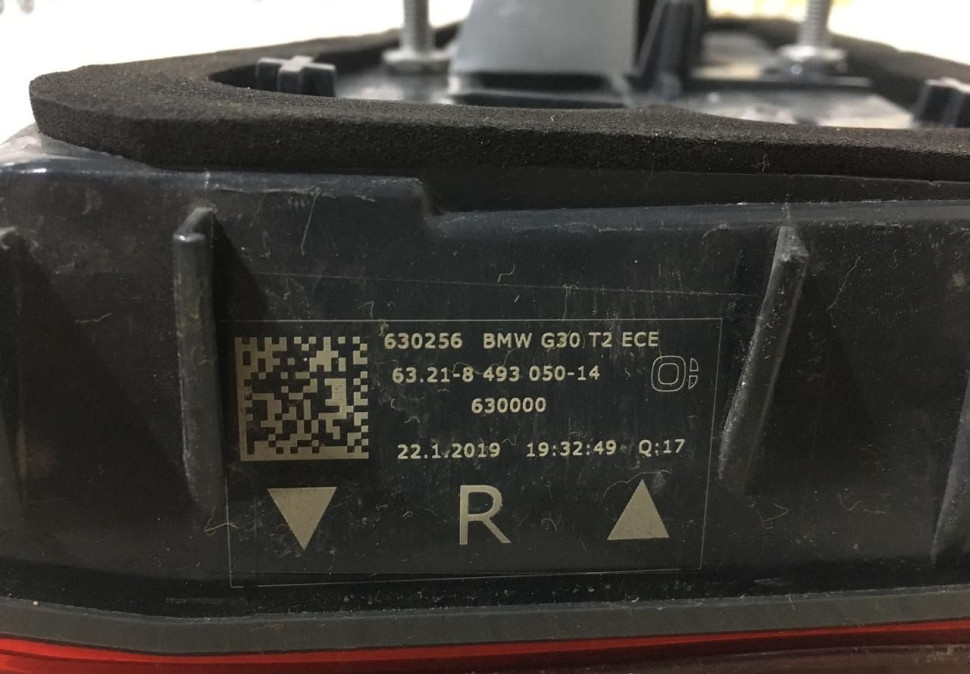 630256 BMW G30 T2 ECE
63.21-8 493 050-14
630000
22.1.2019 19:32:49 Q:17
R